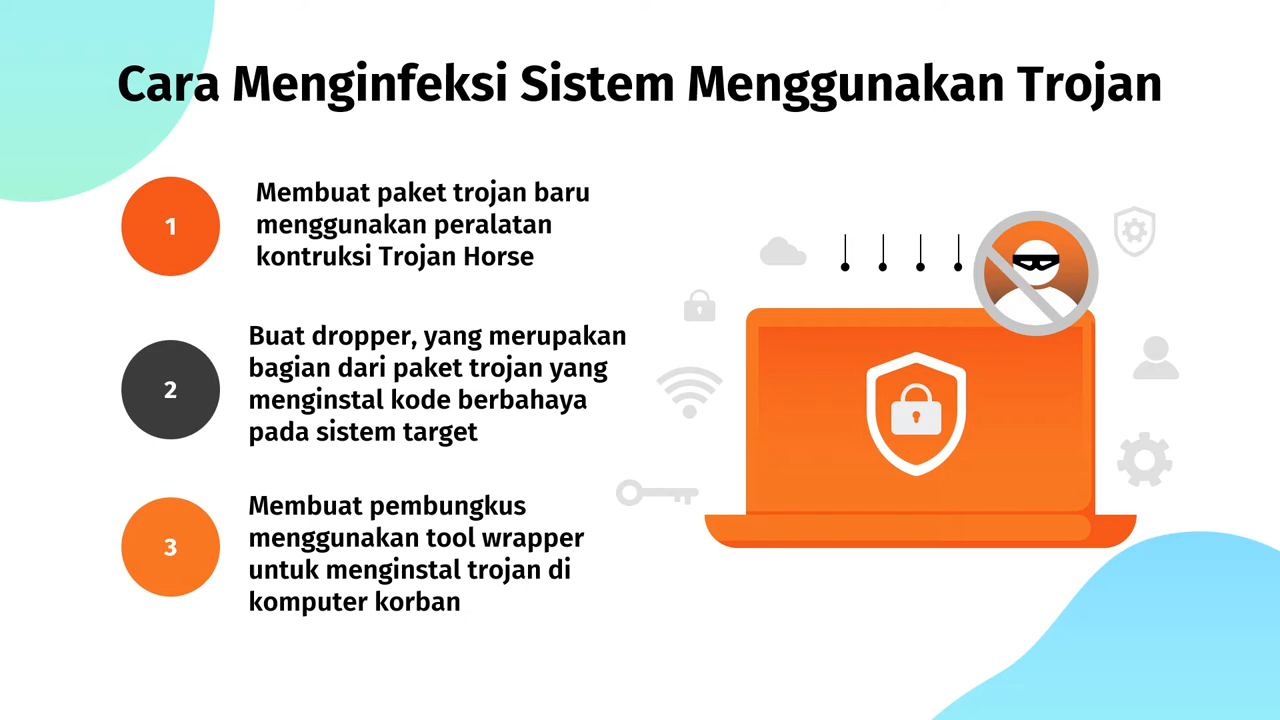 Cara Menginfeksi Sistem Menggunakan Trojan
1
Membuat paket trojan baru
menggunakan peralatan
kontruksi Trojan Horse
2
Buat dropper, yang merupakan
bagian dari paket trojan yang
menginstal kode berbahaya
pada sistem target
3
Membuat pembungkus
menggunakan tool wrapper
untuk menginstal trojan di
komputer korban